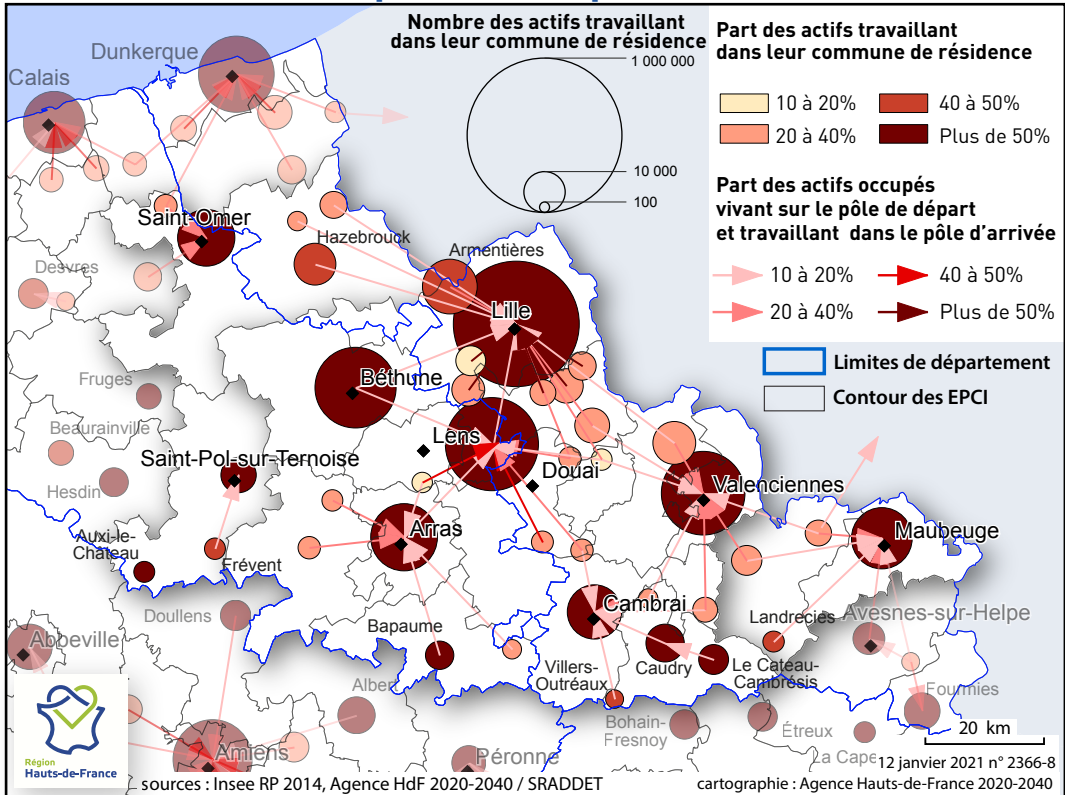 Nombre des actifs travaillant
dans leur commune de résidence
1 000 000
10 000
100
Part des actifs travaillant
dans leur commune de résidence
10 à 20%
40 à 50%
20 à 40%
Plus de 50%
Part des actifs occupés
vivant sur le pôle de départ
et travaillant dans le pôle d'arrivée
10 à 20%
40 à 50%
20 à 40%
Plus de 50%
Limites de département
Contour des EPCI
Dunkerque
Calais
Saint-Omer
Hazebrouck
Armentières
Desvres
Lille
Fruges
Béthune
Beaurainville
Lens
Saint-Pol-sur-Ternoise
Douai
Hesdin
Valenciennes
Auxi-le-
Château
Arras
Maubeuge
Frévent
Doullens
Cambrai
Landrecies
Avesnes-sur-Helpe
Abbeville
Bapaume
Caudry
Le Cateau-
Cambrésis
Villers-
Outréaux
Albert
Fourmies
Bohain-
Fresnoy
Étreux
20 km
Amiens
Péronne
La Cape
12 janvier 2021 n° 2366-8
Région
Hauts-de-France
sources : Insee RP 2014, Agence HdF 2020-2040 / SRADDET
cartographie : Agence Hauts-de-France 2020-2040